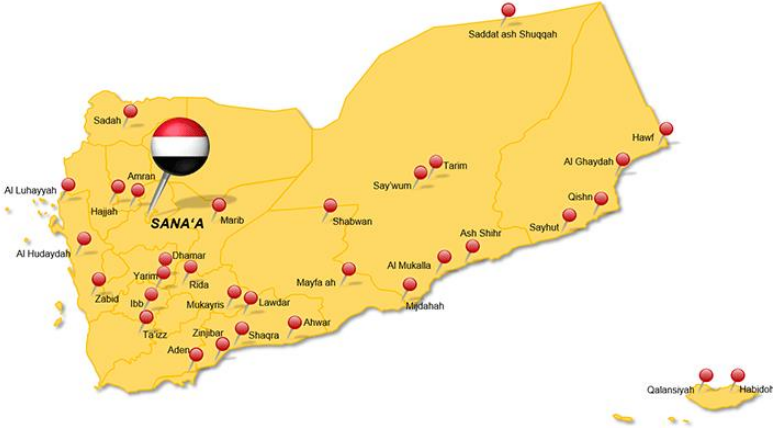 Saddat ash Shuqqah
Sadah
Hawf
Al Ghaydah
Tarim
Amran
Say'wum
Al Luhayyah
Qishn
Hajjah
Marib
Shabwan
SANA'A
Sayhut
Ash Shihr
Al Hudaydah
Dhamar
Al Mukalla
Yarim
Rida
Mayfa ah
Zabid
Ibb
Mukayris
Lawdar
Mijdahah
Ahwar
Ta'izz
Zinjibar
Shaqra
Aden
Qalansiyah
Habidoh